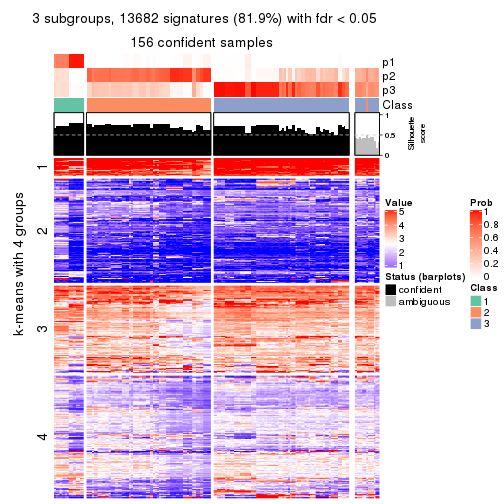 3 subgroups, 13682 signatures (81.9%) with fdr < 0.05
156 confident samples
p1
p2
p3
Class
1
0.5
0
Silhouette
score
k-means with 4 groups
1
2
3
4
Value
5
4
3
2
1
Status (barplots)
confident
ambiguous
Prob
1
0.8
0.6
0.4
0.2
0
Class
1
2
3